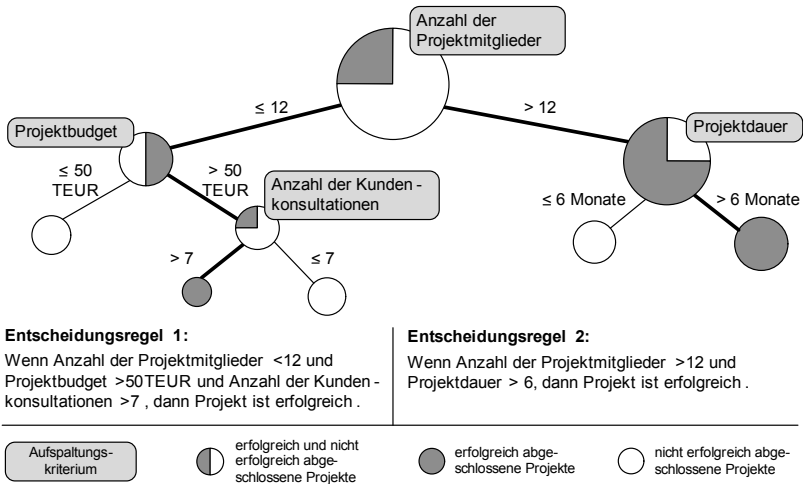 Anzahl der
Projektmitglieder
≤ 12
> 12
Projektbudget
Projektdauer
≤ 50
TEUR
> 50
TEUR
Anzahl der Kunden -
konsultationen
≤ 6 Monate
> 6 Monate
> 7
≤ 7
Entscheidungsregel 1:
Wenn Anzahl der Projektmitglieder <12 und
Projektbudget >50TEUR und Anzahl der Kunden -
konsultationen >7 , dann Projekt ist erfolgreich .
Entscheidungsregel 2:
Wenn Anzahl der Projektmitglieder >12 und
Projektdauer > 6, dann Projekt ist erfolgreich .
Aufspaltungs-
kriterium
erfolgreich und nicht
erfolgreich abge-
schlossene Projekte
erfolgreich abge-
schlossene Projekte
nicht erfolgreich abge-
schlossene Projekte